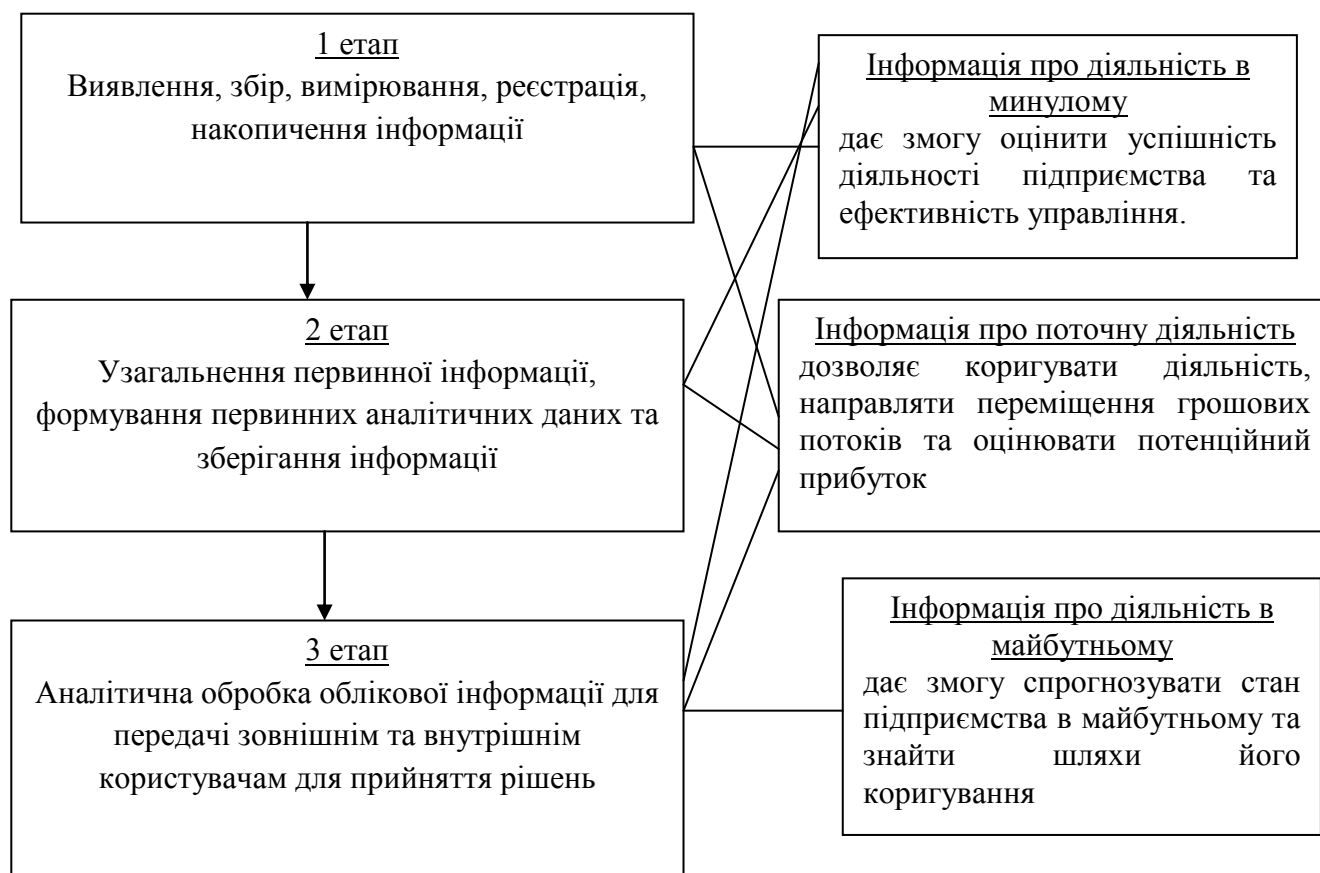 1 етап
Виявлення, збір, вимірювання, реєстрація,
накопичення інформації
2 етап
Узагальнення первинної інформації,
формування первинних аналітичних даних та
зберігання інформації
3 етап
Аналітична обробка облікової інформації для
передачі зовнішнім та внутрішнім
користувачам для прийняття рішень
Інформація про діяльність в
минулому
дає змогу оцінити успішність
діяльності підприємства та
ефективність управління.
Інформація про поточну діяльність
дозволяє коригувати діяльність,
направляти переміщення грошових
потоків та оцінювати потенційний
прибуток
Інформація про діяльність в
майбутньому
дає змогу спрогнозувати стан
підприємства в майбутньому та
знайти шляхи його
коригування